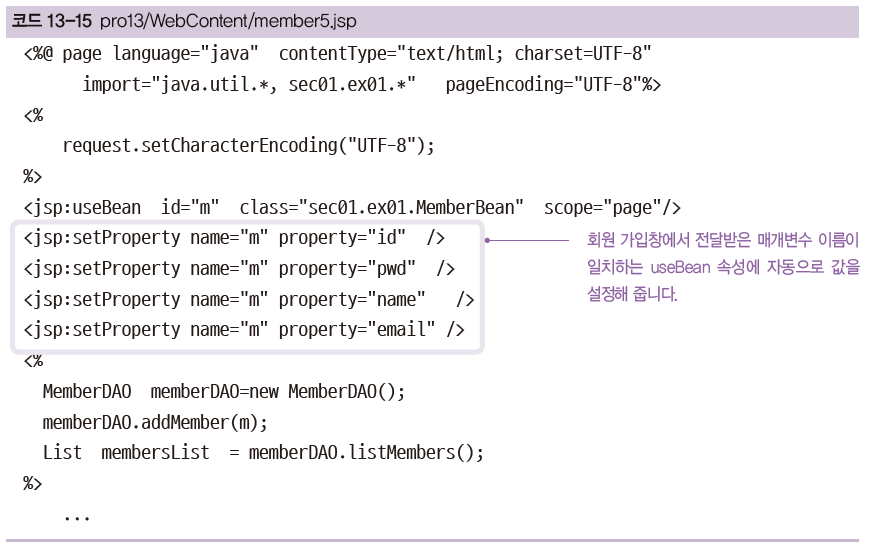 코드 13-15 pro13/WebContent/member5.jsp
<%@ page language="java"  contentType="text/html; charset=UTF-8"
      import="java.util.*, sec01.ex01.*"   pageEncoding="UTF-8"%>
<%
    request.setCharacterEncoding("UTF-8");
%>
<jsp:useBean  id="m"  class="sec01.ex01.MemberBean"  scope="page"/>
<jsp:setProperty name="m" property="id"  />
<jsp:setProperty name="m" property="pwd"  />
<jsp:setProperty name="m" property="name"   />
<jsp:setProperty name="m" property="email" />
회원 가입창에서 전달받은 매개변수 이름이
일치하는 useBean 속성에 자동으로 값을
설정해 줍니다.
<%
  MemberDAO  memberDAO=new MemberDAO();
  memberDAO.addMember(m);
  List  membersList  = memberDAO.listMembers();
%>
    ...